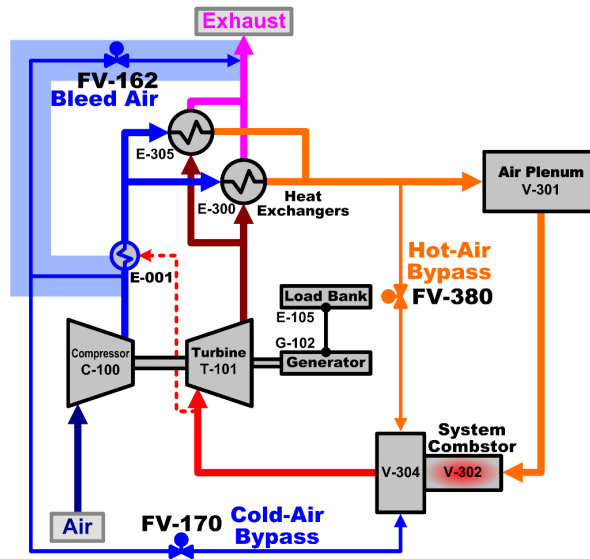 Exhaust
FV-162
Bleed Air
E-305
E-300
Heat
Exchangers
Air Plenum
V-301
E-001
Hot-Air
Bypass
FV-380
Load Bank
E-105
G-102
Generator
Compressor
C-100
Turbine
T-101
System
Combstor
V-304
V-302
Air
FV-170
Cold-Air
Bypass